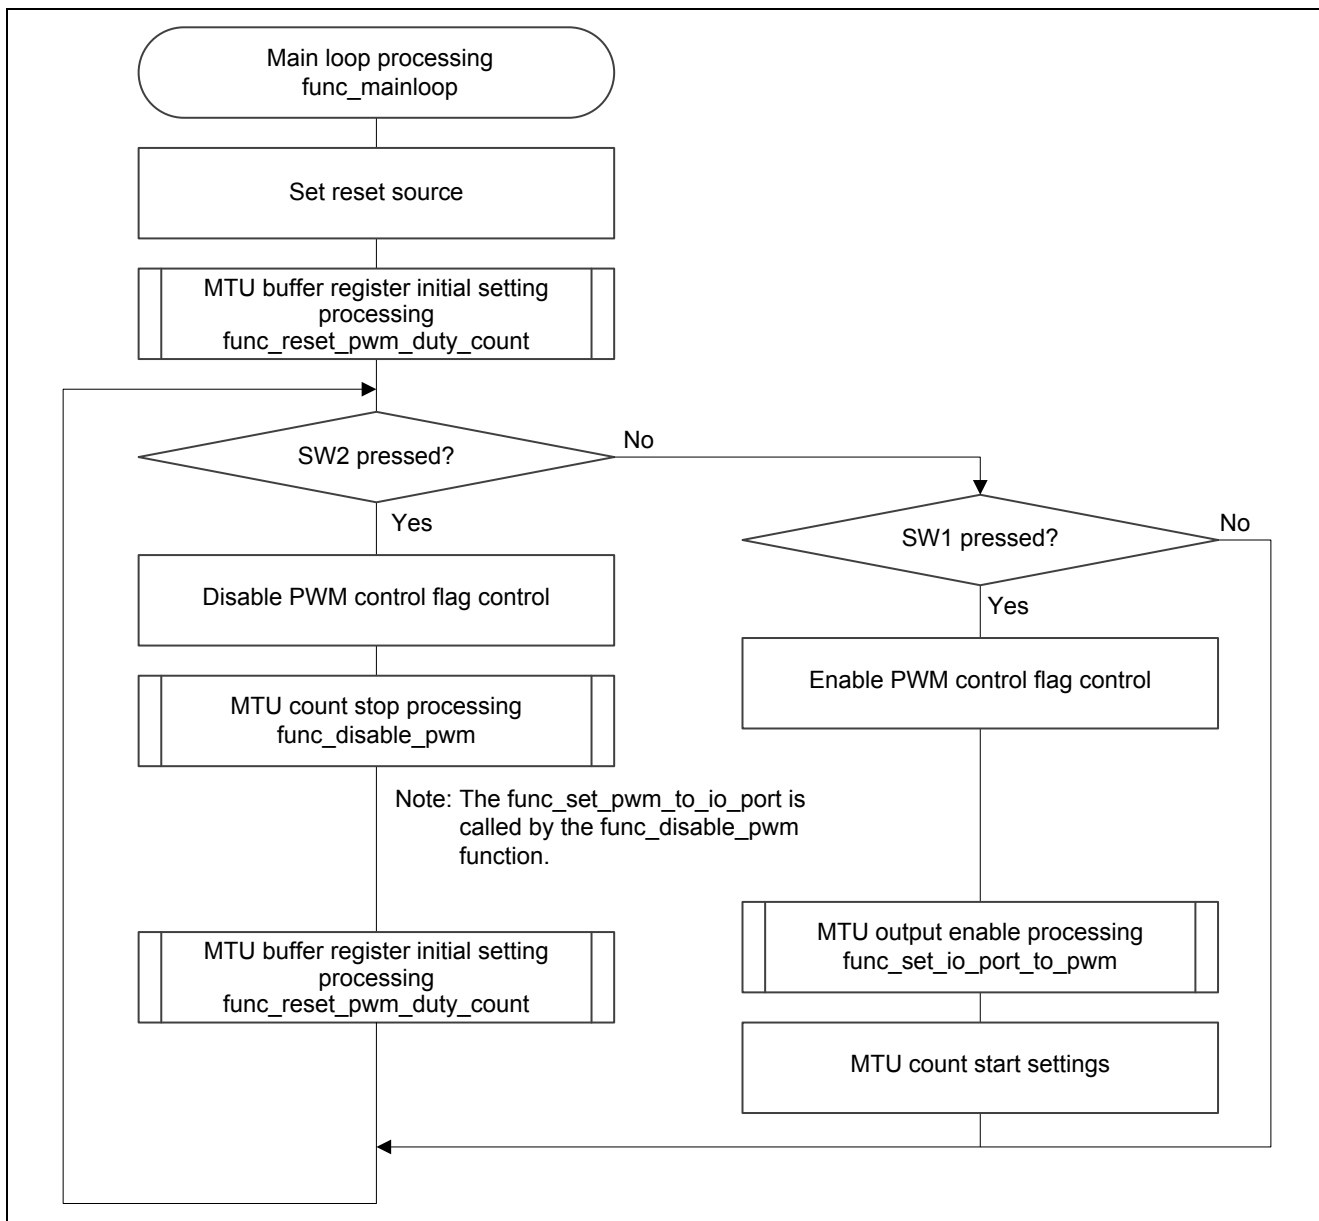 Main loop processing
func_mainloop
Set reset source
MTU buffer register initial setting
processing
func_reset_pwm_duty_count
SW2 pressed?
No
Yes
SW1 pressed?
No
Yes
Disable PWM control flag control
Enable PWM control flag control
MTU count stop processing
func_disable_pwm
Note: The func_set_pwm_to_io_port is
called by the func_disable_pwm
function.
MTU output enable processing
func_set_io_port_to_pwm
MTU buffer register initial setting
processing
func_reset_pwm_duty_count
MTU count start settings